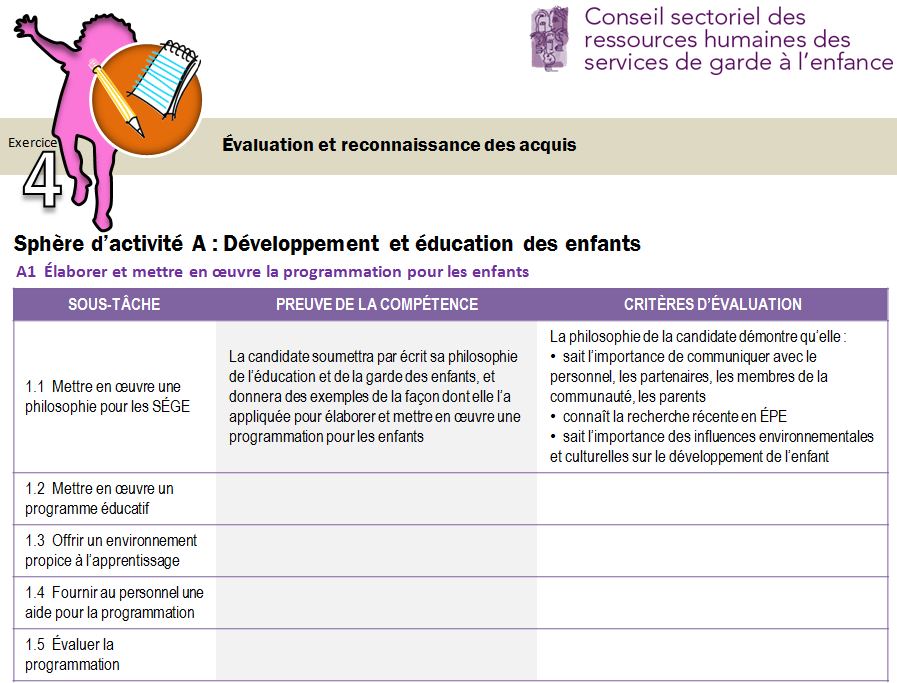 Conseil sectoriel des
ressources humaines des
services de garde à l'enfance
Exercice
4
Évaluation et reconnaissance des acquis
Sphère d'activité A : Développement et éducation des enfants
A1 Élaborer et mettre en œuvre la programmation pour les enfants
SOUS-TÂCHE
PREUVE DE LA COMPÉTENCE
CRITÈRES D'ÉVALUATION
1.1 Mettre en œuvre une
philosophie pour les SÉGE
La candidate soumettra par écrit sa philosophie
de l'éducation et de la garde des enfants, et
donnera des exemples de la façon dont elle l'a
appliquée pour élaborer et mettre en œuvre une
programmation pour les enfants
La philosophie de la candidate démontre qu'elle :
• sait l'importance de communiquer avec le
personnel, les partenaires, les membres de la
communauté, les parents
• connaît la recherche récente en ÉPE
• sait l'importance des influences environnementales
et culturelles sur le développement de l'enfant
1.2 Mettre en œuvre un
programme éducatif
1.3 Offrir un environnement
propice à l'apprentissage
1.4 Fournir au personnel une
aide pour la programmation
1.5 Évaluer la
programmation